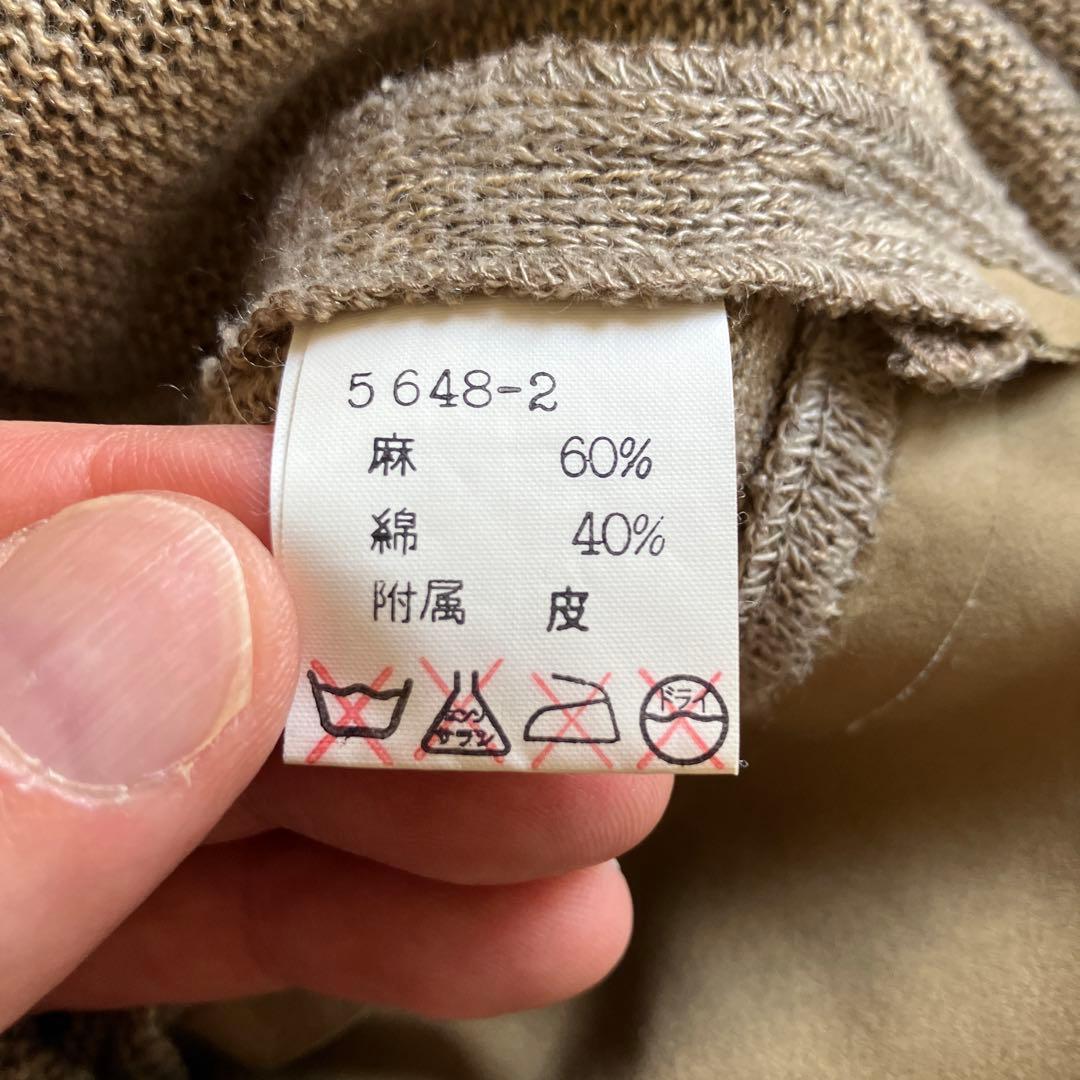 5648-2
麻 60%
綿 40%
附属 皮
エンソ サラシ ドライ